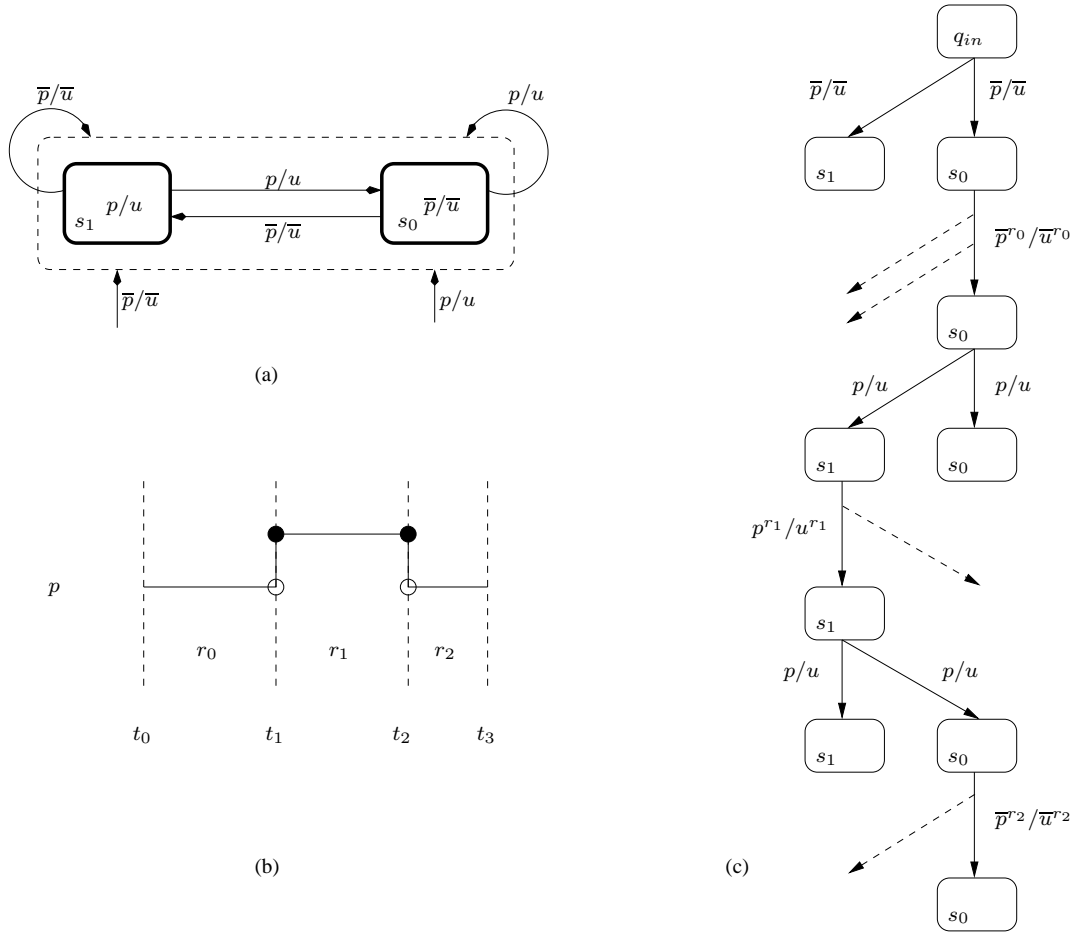 p̅/u̅
p/u
s₁ p/u
p/u
p̅/u̅
s₀ p̅/u̅
p̅/u̅
p/u
(a)
p
r₀ r₁ r₂
t₀ t₁ t₂ t₃
(b)
qᵢₙ
p̅/u̅ p̅/u̅
s₁ s₀
p̅^{r₀}/u̅^{r₀}
s₀
p/u p/u
s₁ s₀
p^{r₁}/u^{r₁}
s₁
p/u p/u
s₁ s₀
p̅^{r₂}/u̅^{r₂}
s₀
(c)